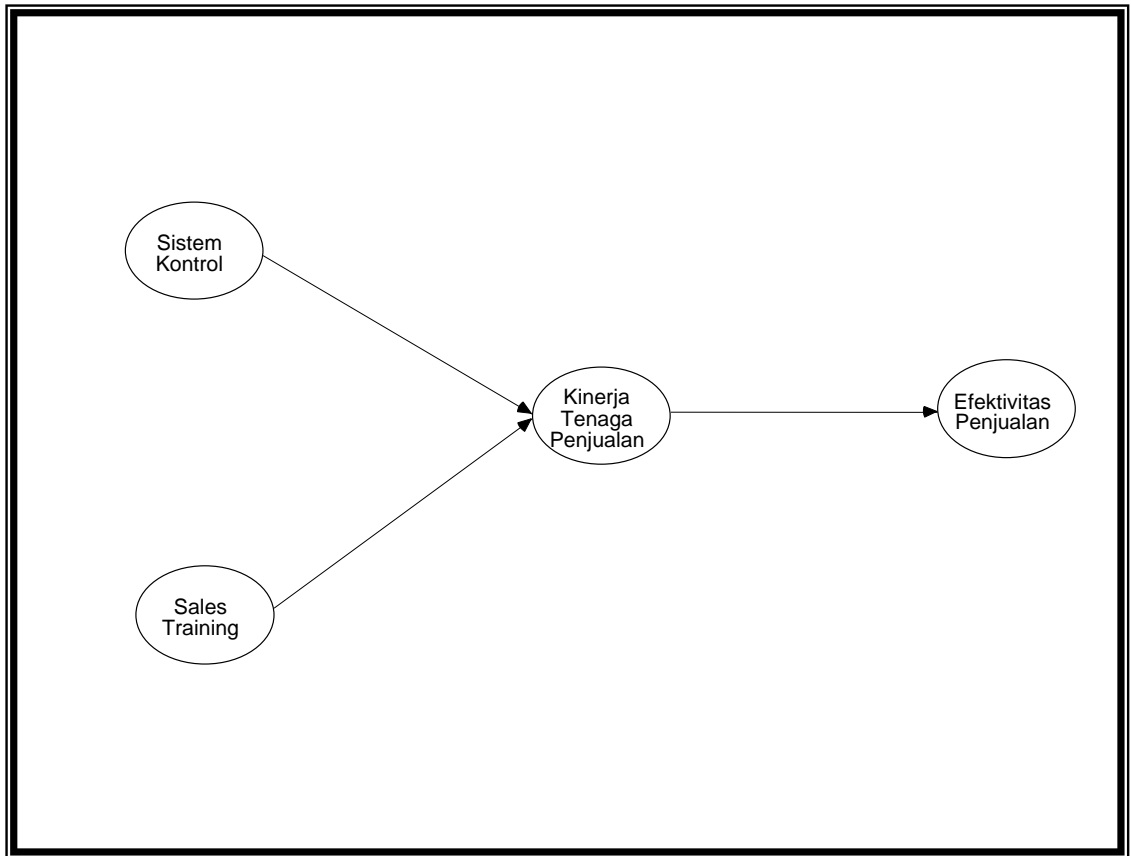 Sistem
Kontrol
Kinerja
Tenaga
Penjualan
Efektivitas
Penjualan
Sales
Training